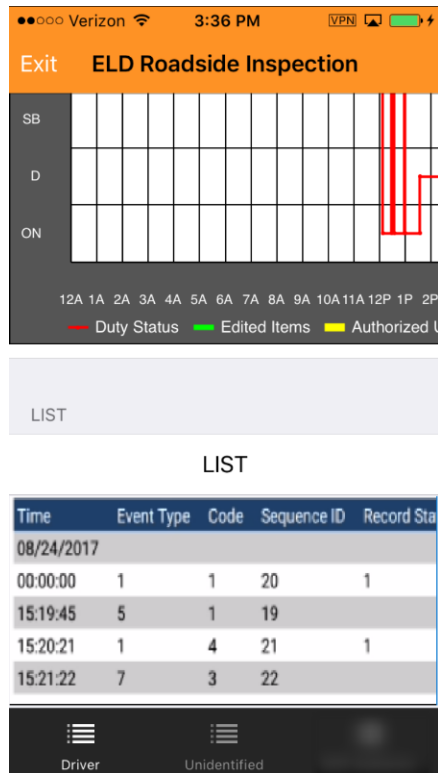 ●●○○○ Verizon 3:36 PM VPN
Exit ELD Roadside Inspection
SB
D
ON
12A 1A 2A 3A 4A 5A 6A 7A 8A 9A 10A 11A 12P 1P 2P
Duty Status Edited Items Authorized U
LIST
LIST
Time Event Type Code Sequence ID Record Sta
08/24/2017
00:00:00 1 1 20 1
15:19:45 5 1 19
15:20:21 1 4 21 1
15:21:22 7 3 22
Driver Unidentified